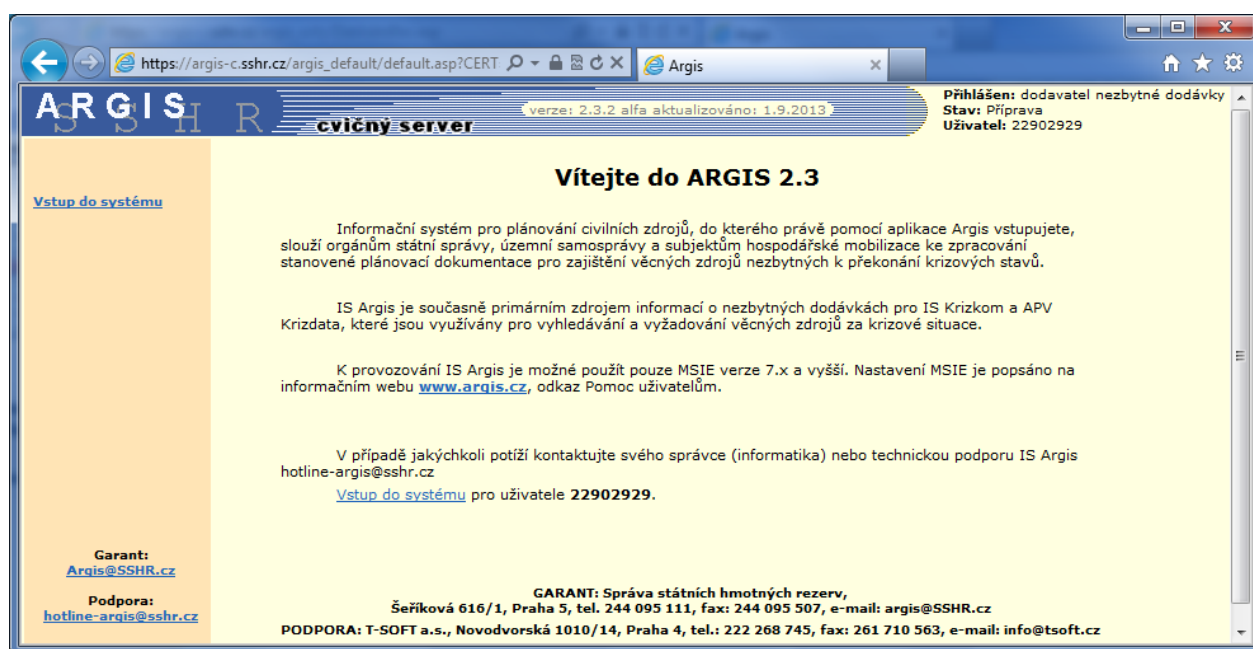 https://argis-c.sshr.cz/argis_default/default.asp?CERT
Argis
ARGIS
SSHR
cvičný server
verze: 2.3.2 alfa aktualizováno: 1.9.2013
Přihlášen: dodavatel nezbytné dodávky
Stav: Příprava
Uživatel: 22902929
Vstup do systému
Vítejte do ARGIS 2.3
Informační systém pro plánování civilních zdrojů, do kterého právě pomocí aplikace Argis vstupujete,
slouží orgánům státní správy, územní samosprávy a subjektům hospodářské mobilizace ke zpracování
stanovené plánovací dokumentace pro zajištění věcných zdrojů nezbytných k překonání krizových stavů.
IS Argis je současně primárním zdrojem informací o nezbytných dodávkách pro IS Krizkom a APV
Krizdata, které jsou využívány pro vyhledávání a vyžadování věcných zdrojů za krizové situace.
K provozování IS Argis je možné použít pouze MSIE verze 7.x a vyšší. Nastavení MSIE je popsáno na
informačním webu www.argis.cz, odkaz Pomoc uživatelům.
V případě jakýchkoli potíží kontaktujte svého správce (informatika) nebo technickou podporu IS Argis
hotline-argis@sshr.cz
Vstup do systému pro uživatele 22902929.
Garant:
Argis@SSHR.cz
Podpora:
hotline-argis@sshr.cz
GARANT: Správa státních hmotných rezerv,
Šeříková 616/1, Praha 5, tel. 244 095 111, fax: 244 095 507, e-mail: argis@SSHR.cz
PODPORA: T-SOFT a.s., Novodvorská 1010/14, Praha 4, tel.: 222 268 745, fax: 261 710 563, e-mail: info@tsoft.cz